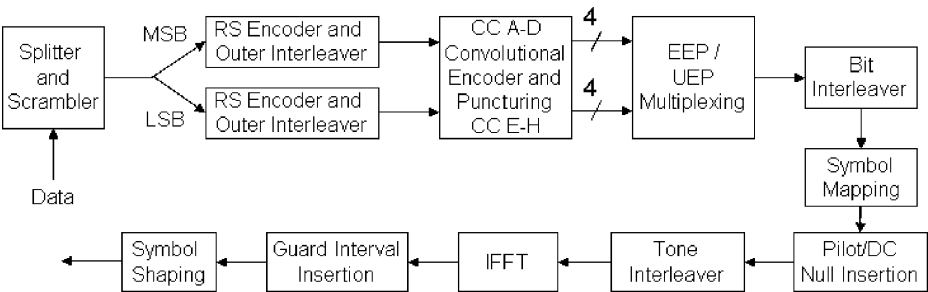 Splitter
and
Scrambler
Data
MSB
LSB
RS Encoder and
Outer Interleaver
RS Encoder and
Outer Interleaver
CC A-D
Convolutional
Encoder and
Puncturing
CC E-H
4
4
EEP /
UEP
Multiplexing
Bit
Interleaver
Symbol
Mapping
Pilot/DC
Null Insertion
Tone
Interleaver
IFFT
Guard Interval
Insertion
Symbol
Shaping